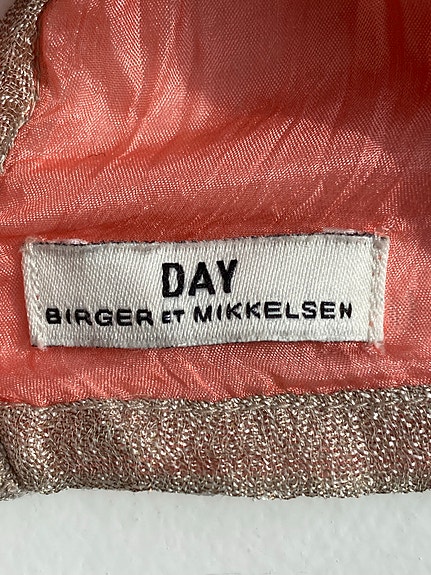 DAY
BIRGER ET MIKKELSEN